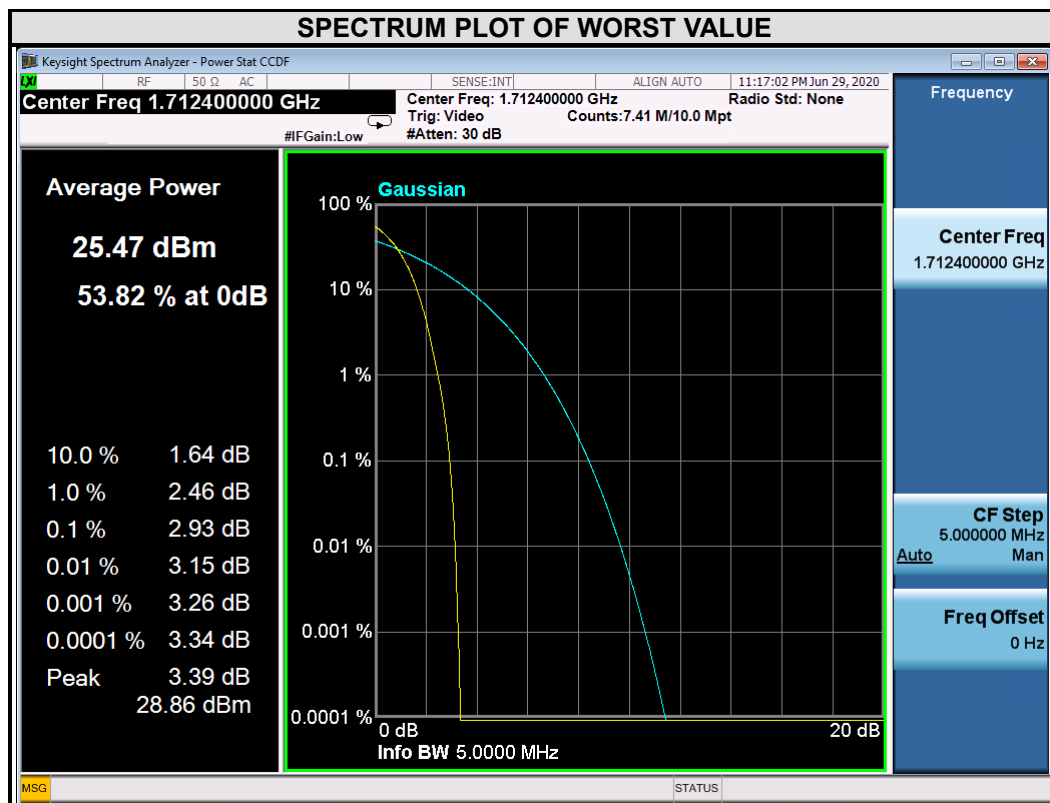 SPECTRUM PLOT OF WORST VALUE
Keysight Spectrum Analyzer - Power Stat CCDF
LXI RF 50 Ω AC SENSE:INT ALIGN AUTO 11:17:02 PM Jun 29, 2020
Center Freq 1.712400000 GHz
Center Freq: 1.712400000 GHz Radio Std: None
Trig: Video Counts:7.41 M/10.0 Mpt
#IFGain:Low #Atten: 30 dB
Frequency
Average Power
25.47 dBm
53.82 % at 0dB
10.0 % 1.64 dB
1.0 % 2.46 dB
0.1 % 2.93 dB
0.01 % 3.15 dB
0.001 % 3.26 dB
0.0001 % 3.34 dB
Peak 3.39 dB
28.86 dBm
Gaussian
100 %
10 %
1 %
0.1 %
0.01 %
0.001 %
0.0001 %
0 dB 20 dB
Info BW 5.0000 MHz
Center Freq
1.712400000 GHz
CF Step
5.000000 MHz
Auto Man
Freq Offset
0 Hz
MSG STATUS